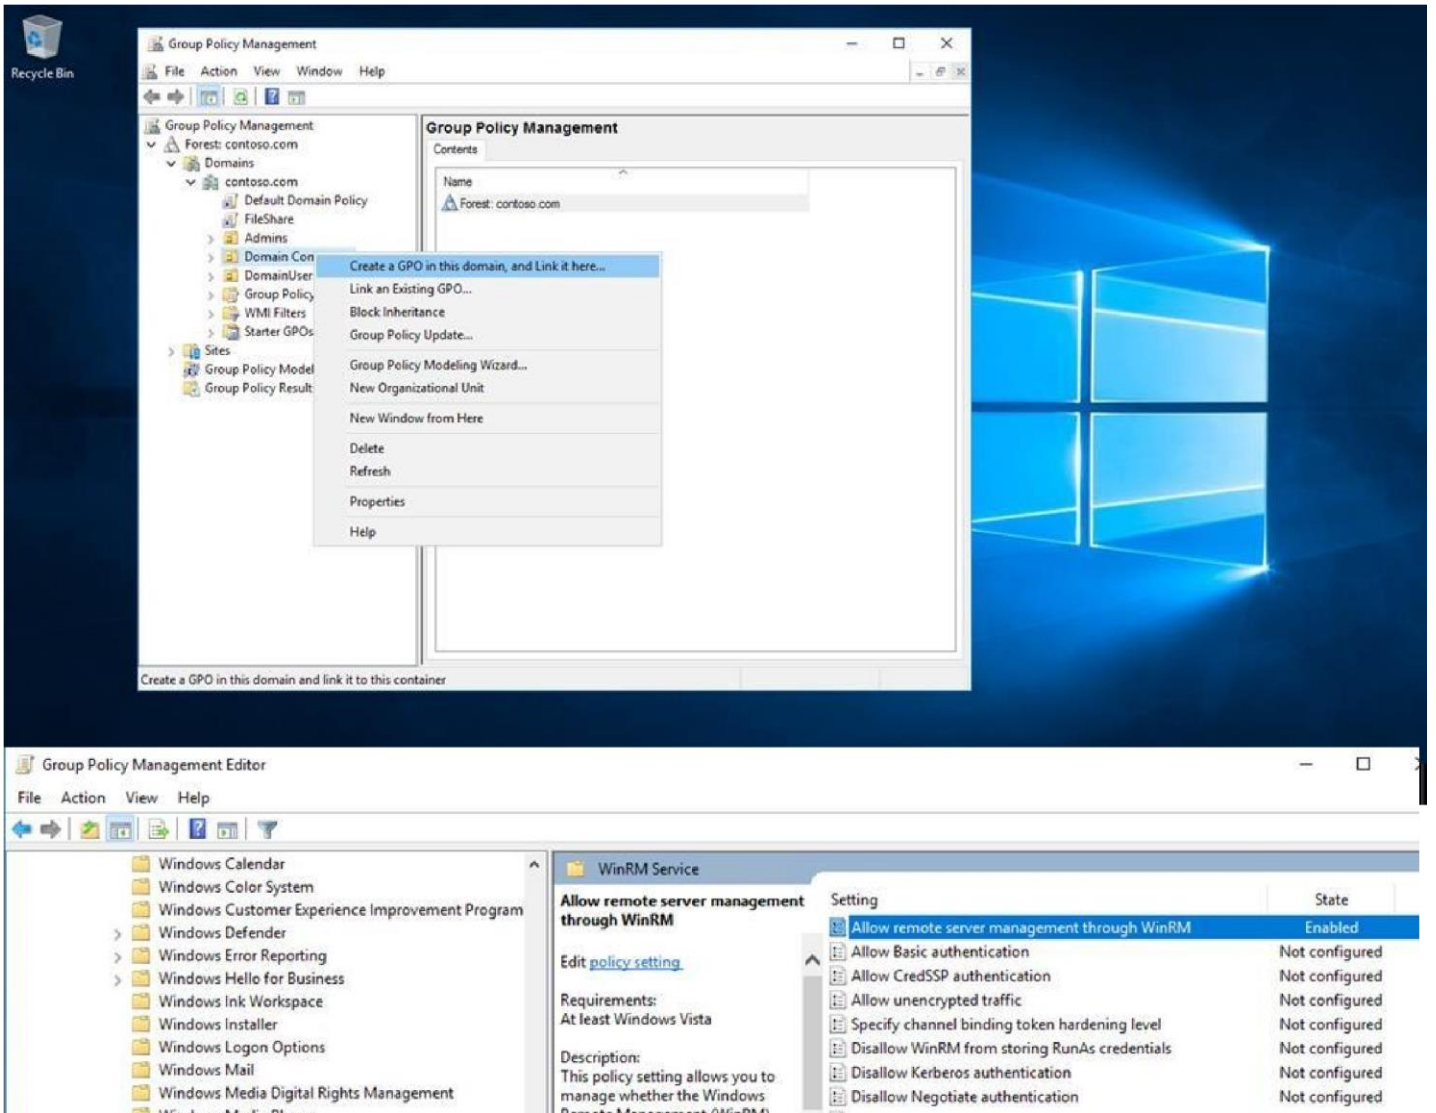 Recycle Bin
Group Policy Management
File Action View Window Help
Group Policy Management
Forest: contoso.com
Domains
contoso.com
Default Domain Policy
FileShare
Admins
Domain Con
DomainUser
Group Policy
WMI Filters
Starter GPOs
Sites
Group Policy Model
Group Policy Result
Group Policy Management
Contents
Name
Forest: contoso.com
Create a GPO in this domain, and Link it here...
Link an Existing GPO...
Block Inheritance
Group Policy Update...
Group Policy Modeling Wizard...
New Organizational Unit
New Window from Here
Delete
Refresh
Properties
Help
Create a GPO in this domain and link it to this container
Group Policy Management Editor
File Action View Help
Windows Calendar
Windows Color System
Windows Customer Experience Improvement Program
Windows Defender
Windows Error Reporting
Windows Hello for Business
Windows Ink Workspace
Windows Installer
Windows Logon Options
Windows Mail
Windows Media Digital Rights Management
WinRM Service
Allow remote server management
through WinRM
Edit policy setting
Requirements:
At least Windows Vista
Description:
This policy setting allows you to
manage whether the Windows
Setting State
Allow remote server management through WinRM Enabled
Allow Basic authentication Not configured
Allow CredSSP authentication Not configured
Allow unencrypted traffic Not configured
Specify channel binding token hardening level Not configured
Disallow WinRM from storing RunAs credentials Not configured
Disallow Kerberos authentication Not configured
Disallow Negotiate authentication Not configured